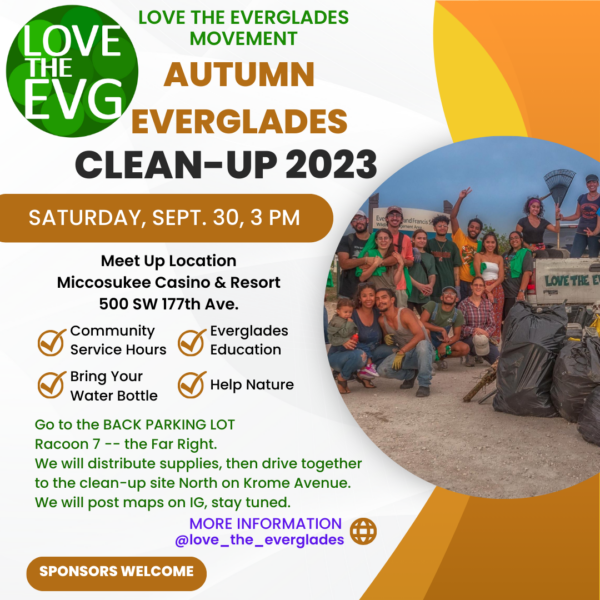 LOVE
THE
EVG
LOVE THE EVERGLADES
MOVEMENT
AUTUMN
EVERGLADES
CLEAN-UP 2023
SATURDAY, SEPT. 30, 3 PM
Meet Up Location
Miccosukee Casino & Resort
500 SW 177th Ave.
Community
Service Hours
Everglades
Education
Bring Your
Water Bottle
Help Nature
Go to the BACK PARKING LOT
Racoon 7 -- the Far Right.
We will distribute supplies, then drive together
to the clean-up site North on Krome Avenue.
We will post maps on IG, stay tuned.
MORE INFORMATION
@love_the_everglades
SPONSORS WELCOME
LOVE THE E